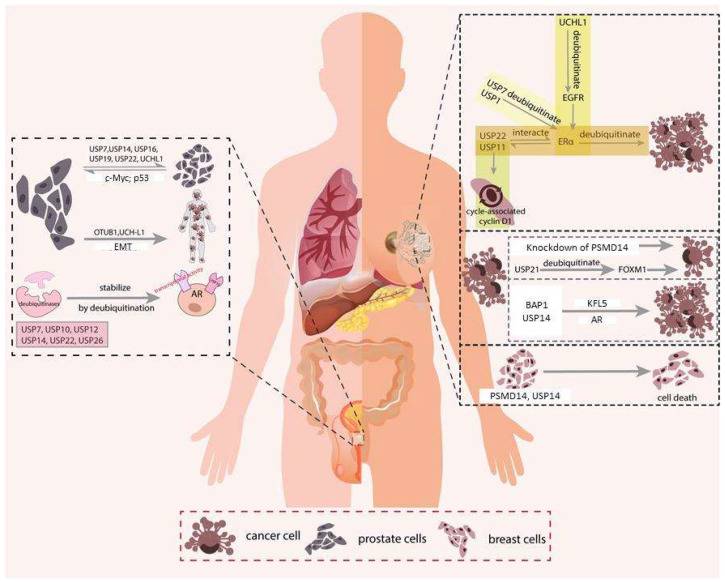 USP7,USP14, USP16,
USP19, USP22, UCHL1
c-Myc; p53
OTUB1,UCH-L1
EMT
deubiquitinases
stabilize
by deubiquitination
transcriptional activity
AR
USP7, USP10, USP12
USP14, USP22, USP26
UCHL1
deubiquitinate
EGFR
USP7 deubiquitinate
USP1
USP22
USP11
interacte
ERα
deubiquitinate
cycle-associated
cyclin D1
Knockdown of PSMD14
USP21
deubiquitinate
FOXM1
BAP1
USP14
KFL5
AR
PSMD14, USP14
cell death
cancer cell
prostate cells
breast cells